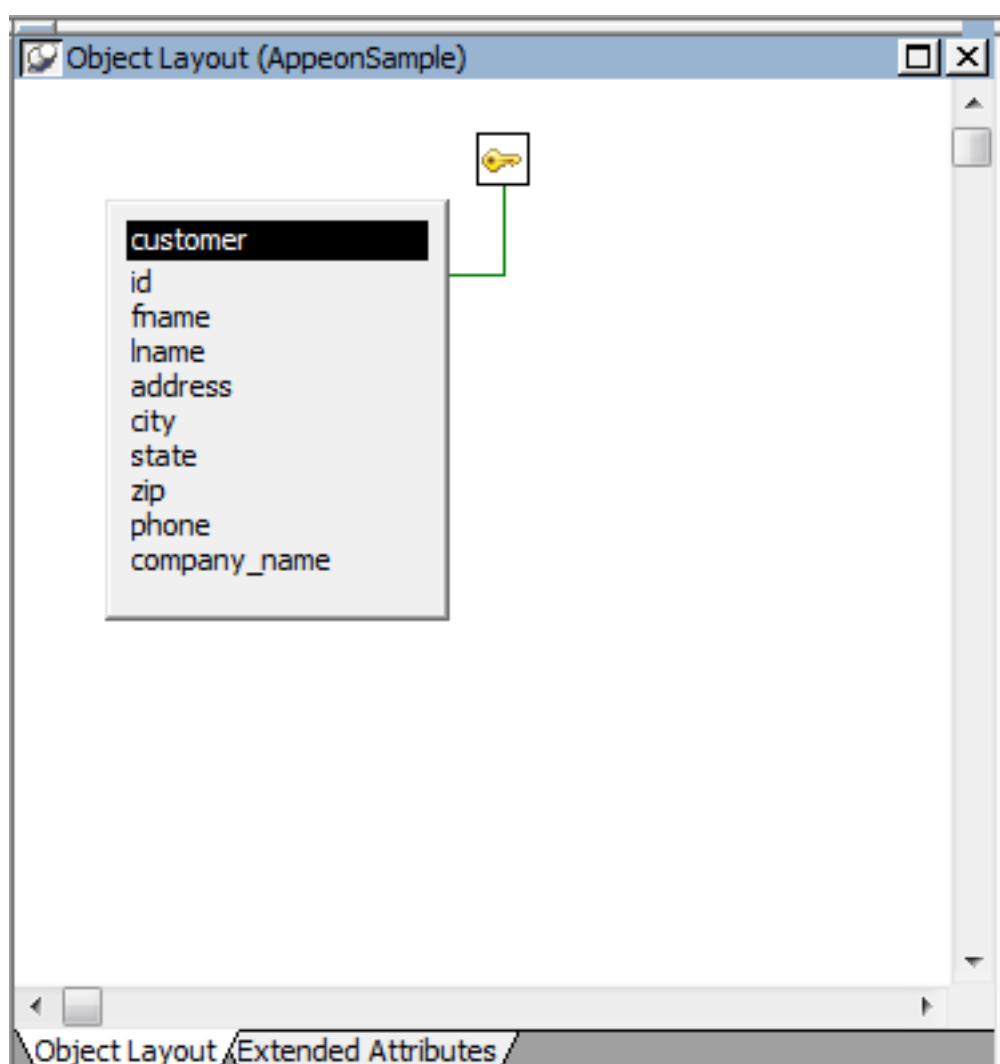 Object Layout (AppeonSample)
customer
id
fname
lname
address
city
state
zip
phone
company_name
Object Layout
Extended Attributes